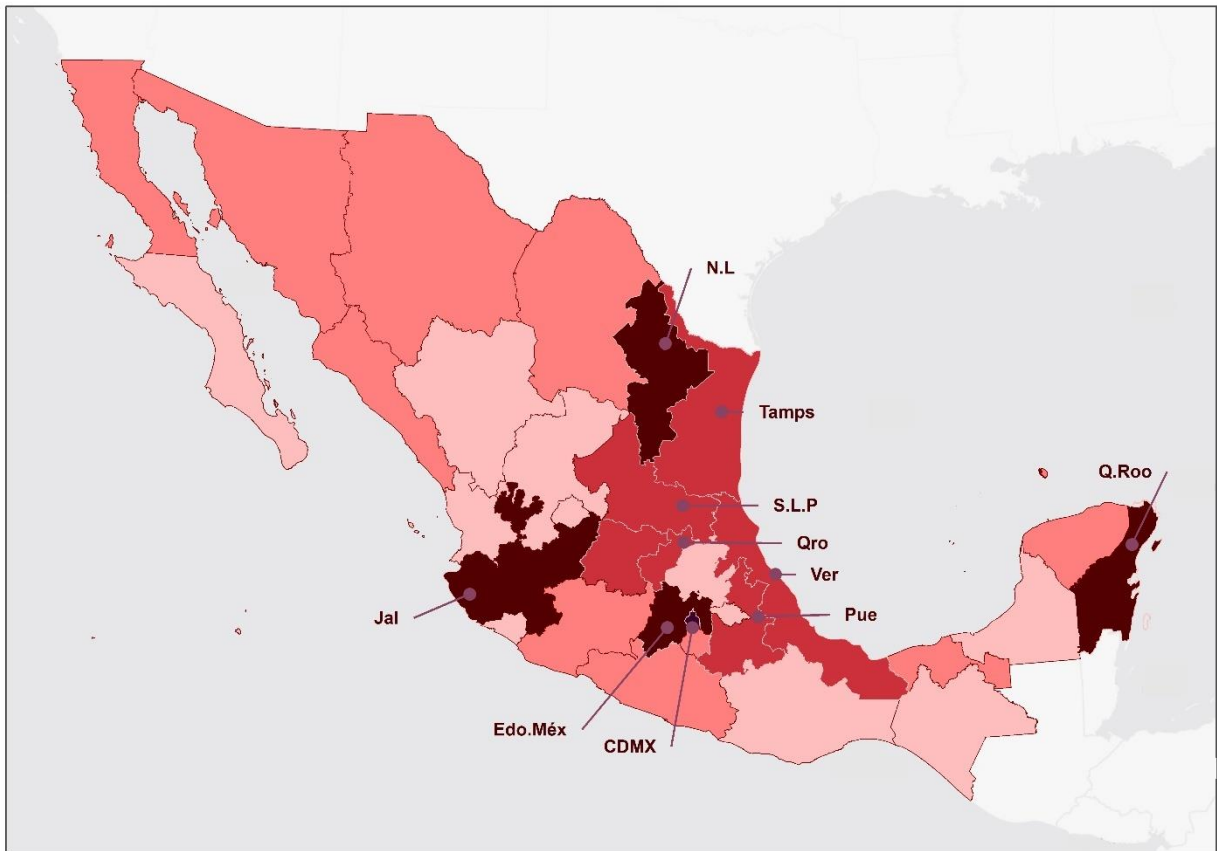 N.L
Tamps
Q.Roo
S.L.P
Qro
Ver
Pue
Jal
Edo.Méx
CDMX